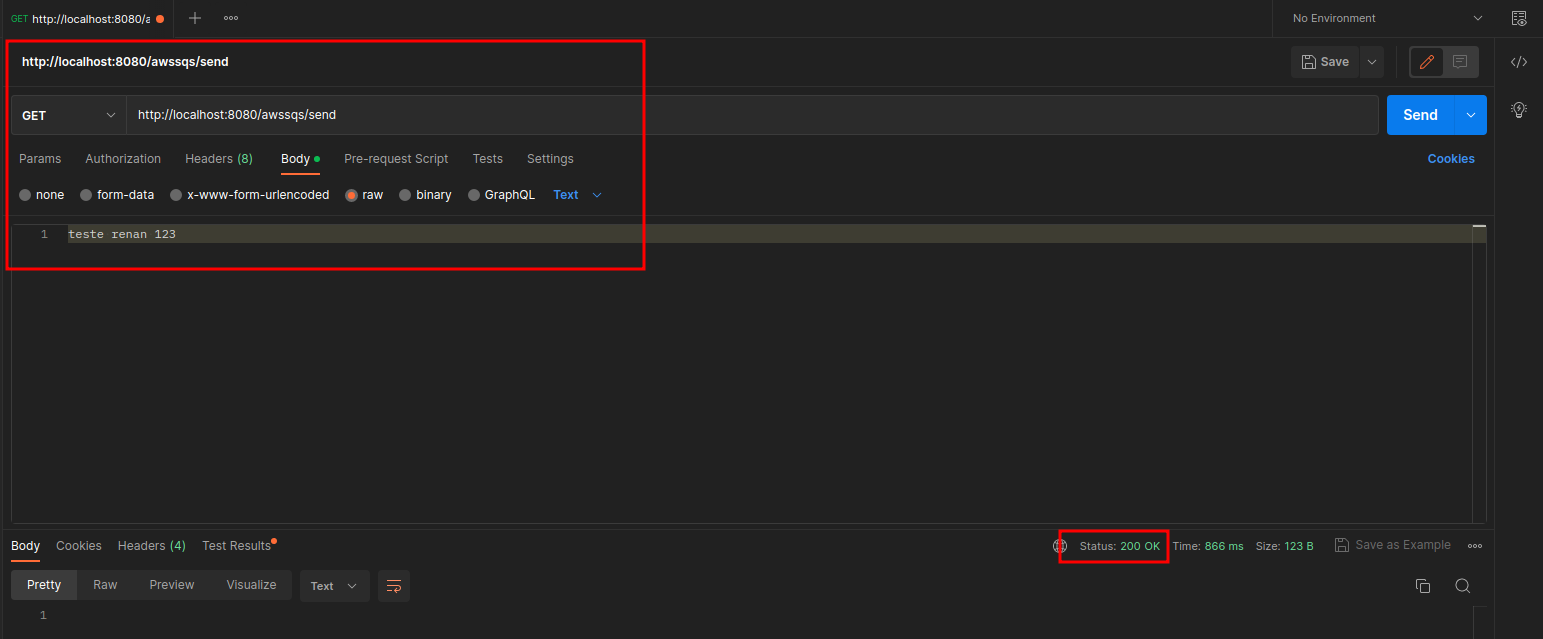 GET http://localhost:8080/a
No Environment
http://localhost:8080/awssqs/send
Save
GET http://localhost:8080/awssqs/send
Send
Params Authorization Headers (8) Body Pre-request Script Tests Settings
Cookies
none form-data x-www-form-urlencoded raw binary GraphQL Text
1 teste renan 123
Body Cookies Headers (4) Test Results
Status: 200 OK Time: 866 ms Size: 123 B Save as Example
Pretty Raw Preview Visualize Text
1